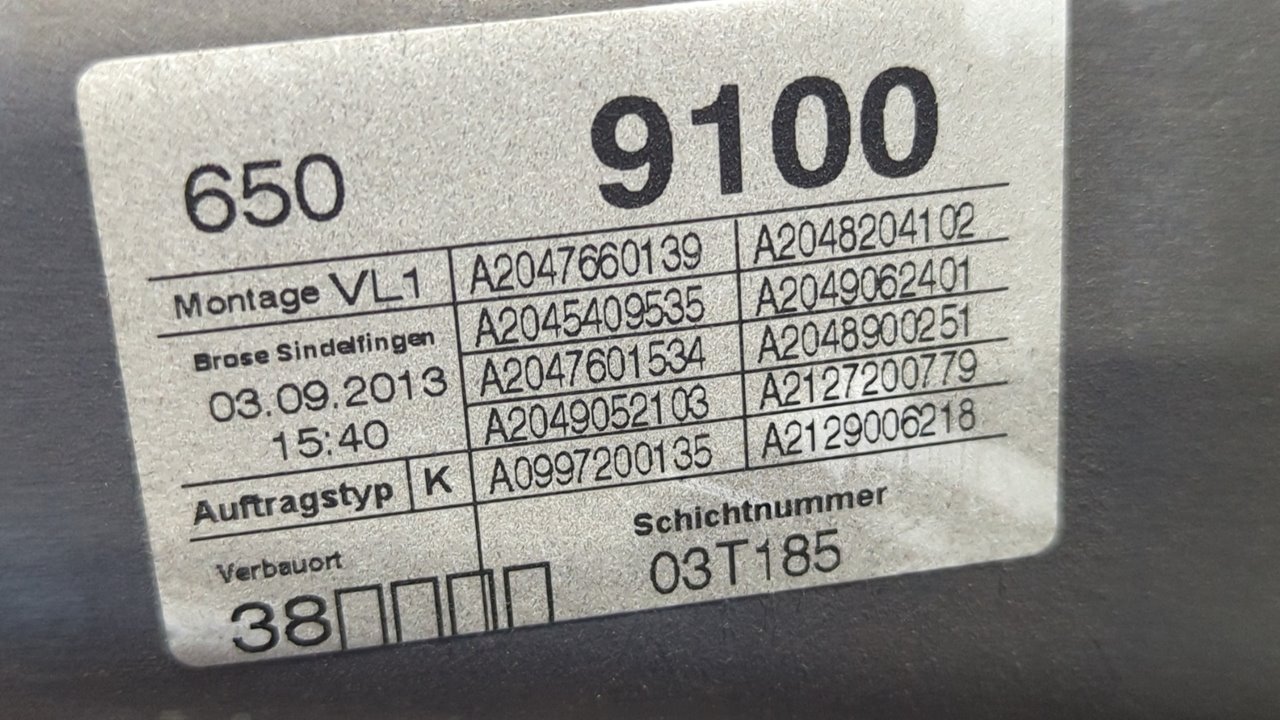 650 9100
Montage VL1 A2047660139 A2048204102
Brose Sindelfingen A2045409535 A2049062401
03.09.2013 A2047601534 A2048900251
15:40 A2049052103 A2127200779
Auftragstyp K A0997200135 A2129006218
Verbauort Schichtnummer
38 03T185